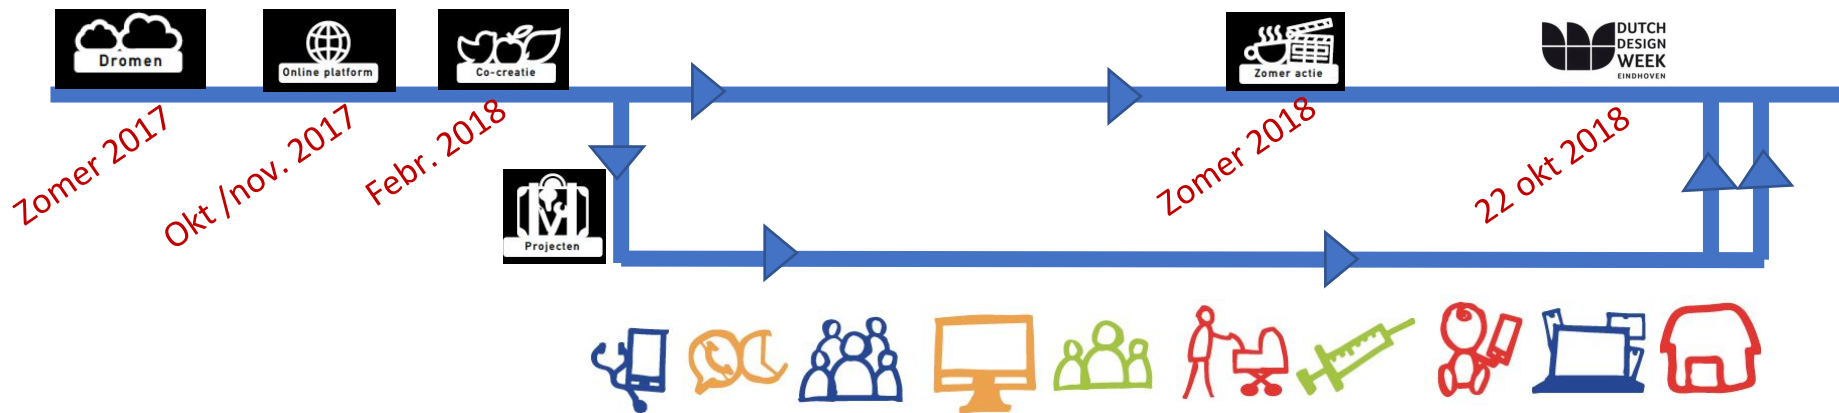 Dromen
Online platform
Co-creatie
Zomer actie
DUTCH
DESIGN
WEEK
EINDHOVEN
Zomer 2017
Okt /nov. 2017
Febr. 2018
Zomer 2018
22 okt 2018
Projecten